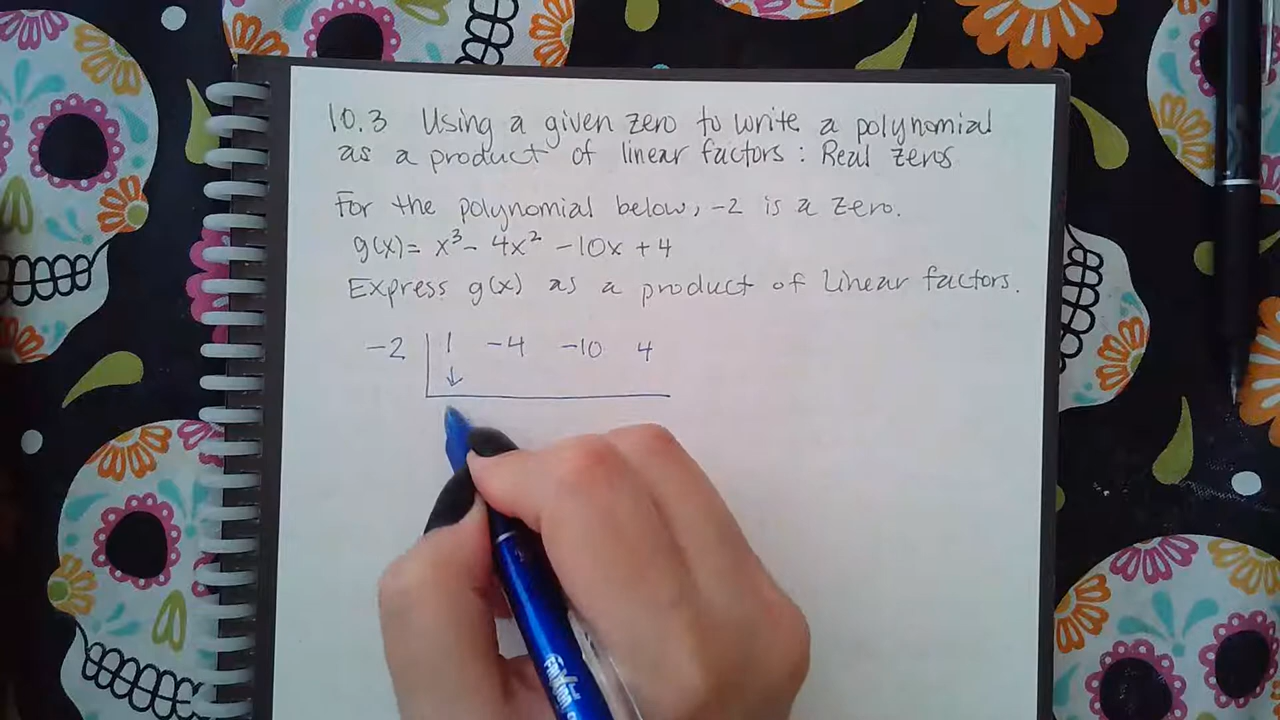 10.3 Using a given zero to write a polynomial
as a product of linear factors: Real zeros
For the polynomial below, -2 is a zero.
g(x) = x³ - 4x² - 10x + 4
Express g(x) as a product of linear factors.
-2 | 1 -4 -10 4
↓